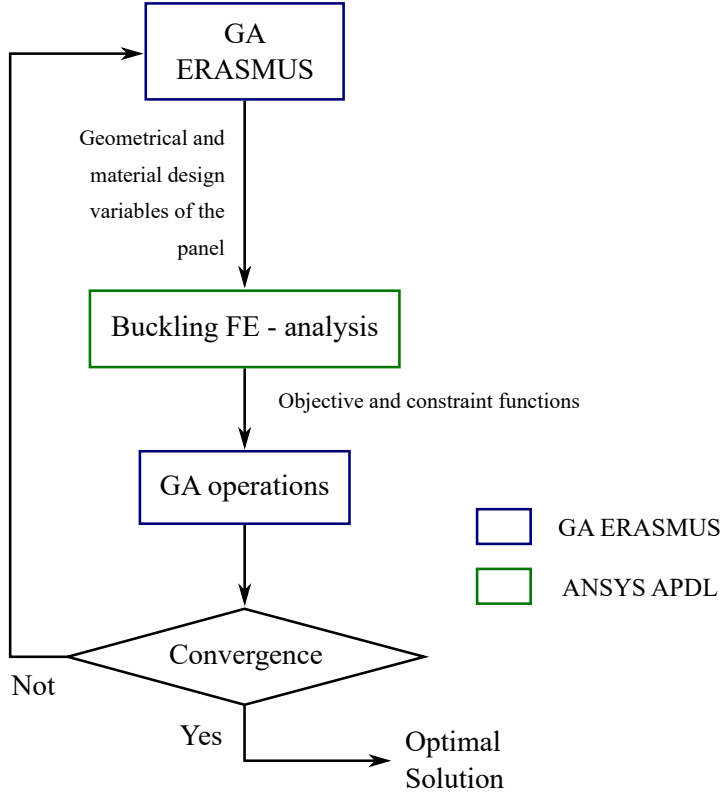 GA
ERASMUS
Geometrical and
material design
variables of the
panel
Buckling FE - analysis
Objective and constraint functions
GA operations
GA ERASMUS
ANSYS APDL
Convergence
Not
Yes
Optimal
Solution